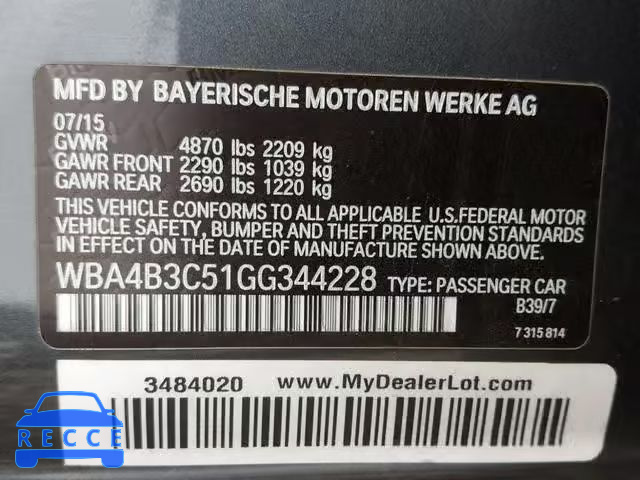 MFD BY BAYERISCHE MOTOREN WERKE AG
07/15
GVWR 4870 lbs 2209 kg
GAWR FRONT 2290 lbs 1039 kg
GAWR REAR 2690 lbs 1220 kg
THIS VEHICLE CONFORMS TO ALL APPLICABLE U.S.FEDERAL MOTOR
VEHICLE SAFETY, BUMPER AND THEFT PREVENTION STANDARDS
IN EFFECT ON THE DATE OF MANUFACTURE SHOWN ABOVE.
WBA4B3C51GG344228 TYPE: PASSENGER CAR
B39/7
7 315 814
3484020 www.MyDealerLot.com
RECCE